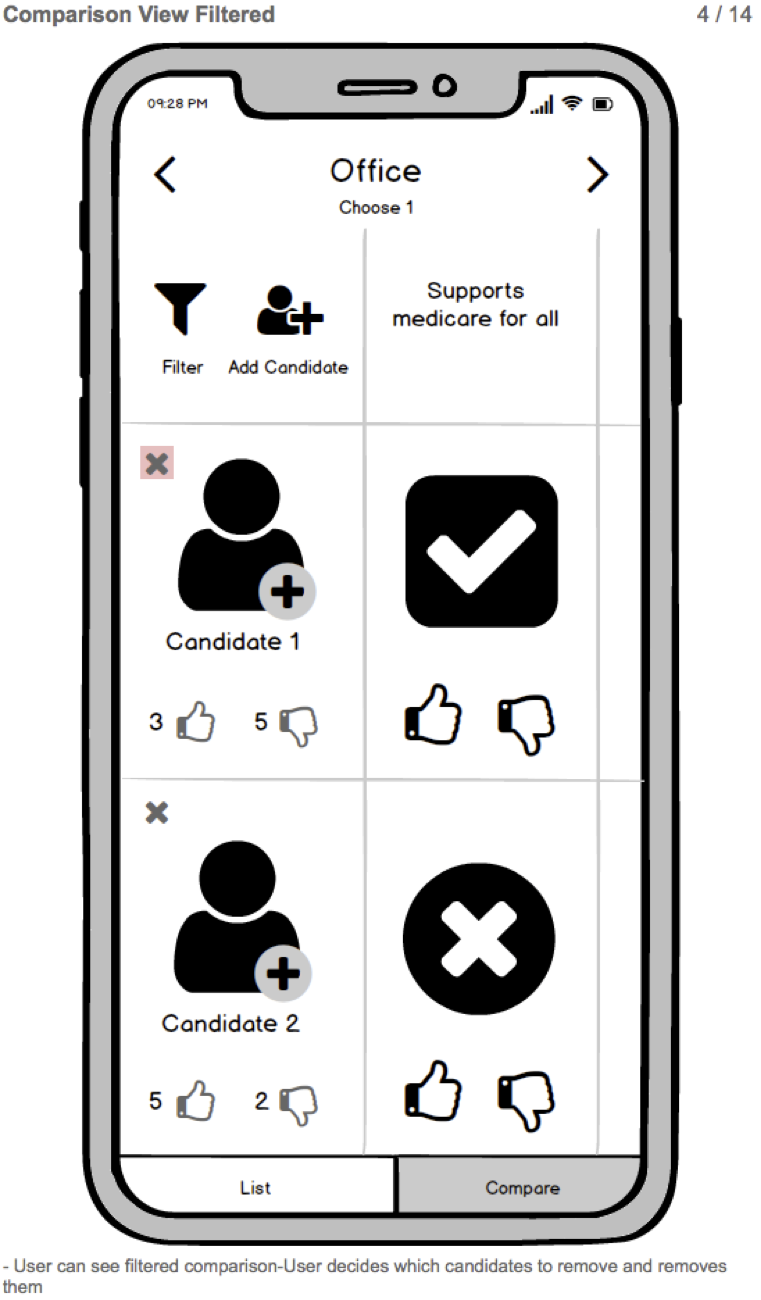 Comparison View Filtered
4 / 14
09:28 PM
Office
Choose 1
Supports
medicare for all
Filter
Add Candidate
Candidate 1
3
5
Candidate 2
5
2
List
Compare
- User can see filtered comparison-User decides which candidates to remove and removes
them